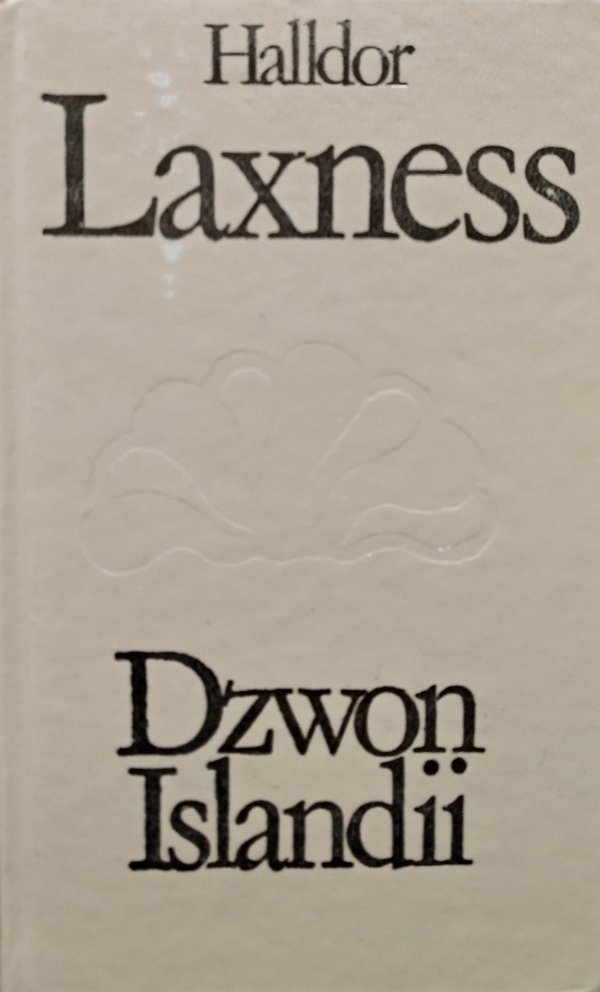 Halldor
Laxness
Dzwon
Islandii